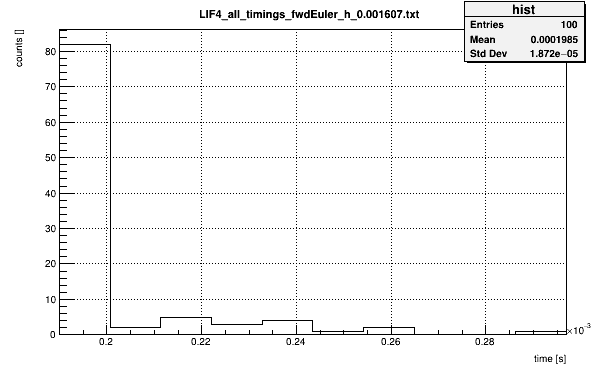 LIF4_all_timings_fwdEuler_h_0.001607.txt
hist
Entries 100
Mean 0.0001985
Std Dev 1.872e−05
counts []
80
70
60
50
40
30
20
10
0
0.2 0.22 0.24 0.26 0.28
×10⁻³
time [s]